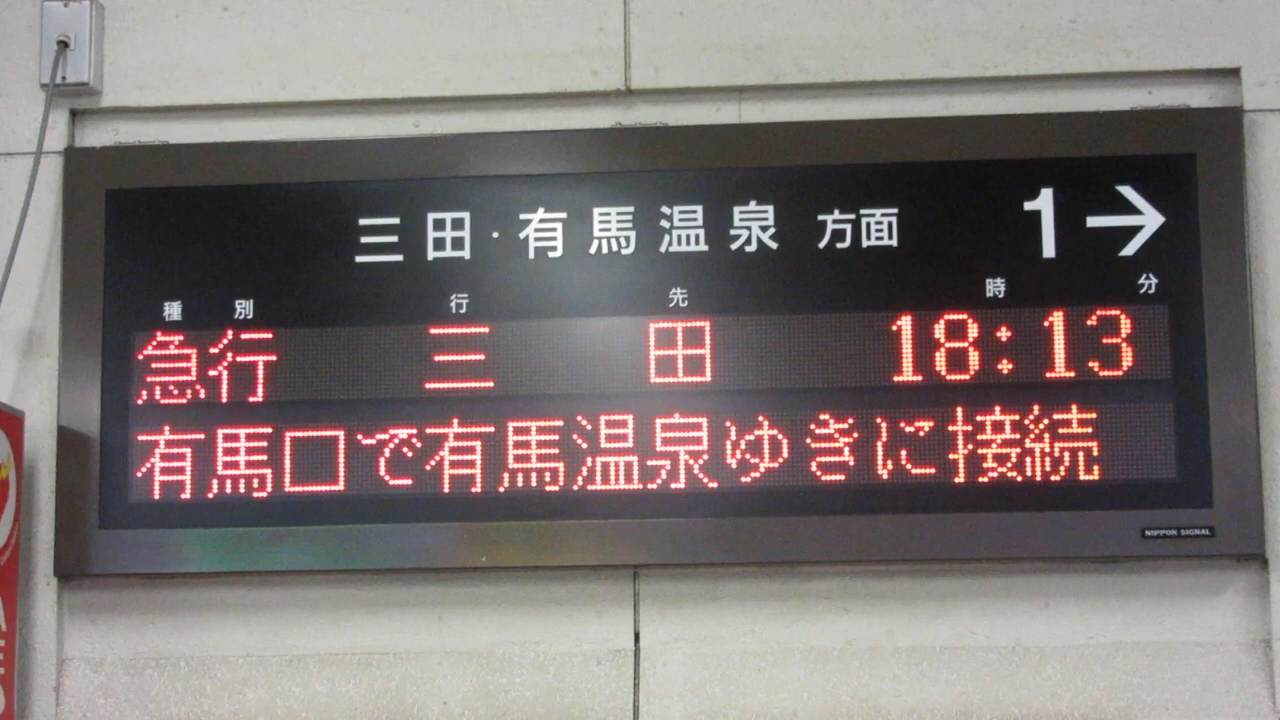 三田・有馬温泉 方面 1→
種別 行先 時分
急行 三田 18:13
有馬口で有馬温泉ゆきに接続
NIPPON SIGNAL